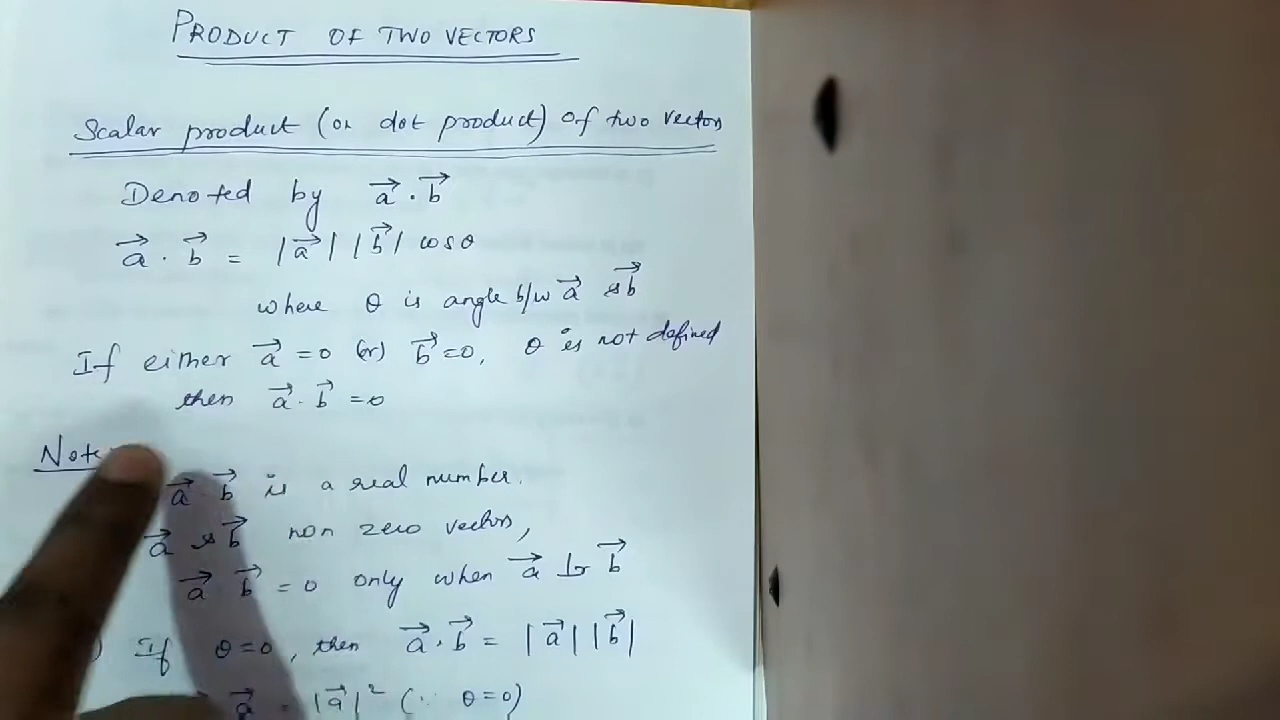 PRODUCT OF TWO VECTORS
Scalar product (or dot product) of two vectors
Denoted by a⃗ . b⃗
a⃗ . b⃗ = |a⃗| |b⃗| cos θ
where θ is angle b/w a⃗ & b⃗
If either a⃗ = 0 (or) b⃗ = 0, θ is not defined
then a⃗ . b⃗ = 0
Note
a⃗ b⃗ is a real number.
a⃗ & b⃗ non zero vectors,
a⃗ b⃗ = 0 only when a⃗ ⊥r b⃗
) If θ = 0, then a⃗ . b⃗ = |a⃗| |b⃗|
a⃗ = |a⃗|² (∵ θ = 0)